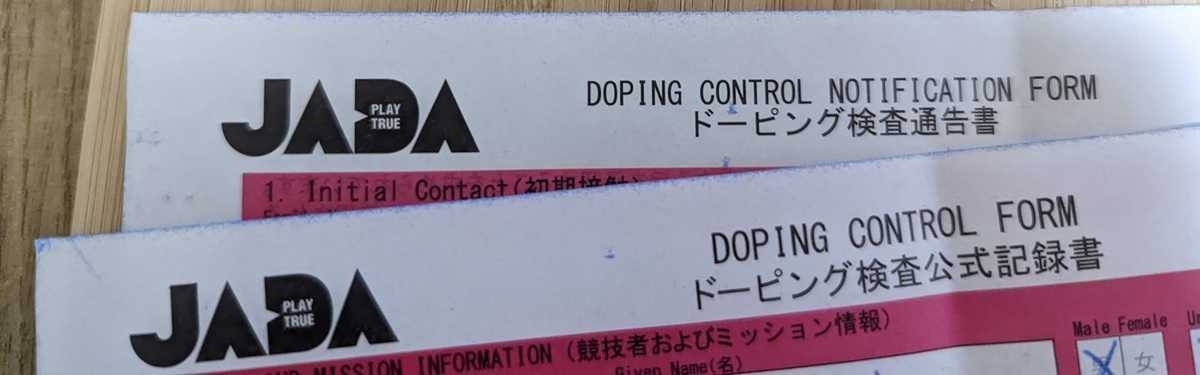 JADA
PLAY
TRUE
DOPING CONTROL NOTIFICATION FORM
ドーピング検査通告書
1. Initial Contact(初期接触)
JADA
PLAY
TRUE
DOPING CONTROL FORM
ドーピング検査公式記録書
AND MISSION INFORMATION (競技者およびミッション情報)
Given Name(名)
Male Female
女